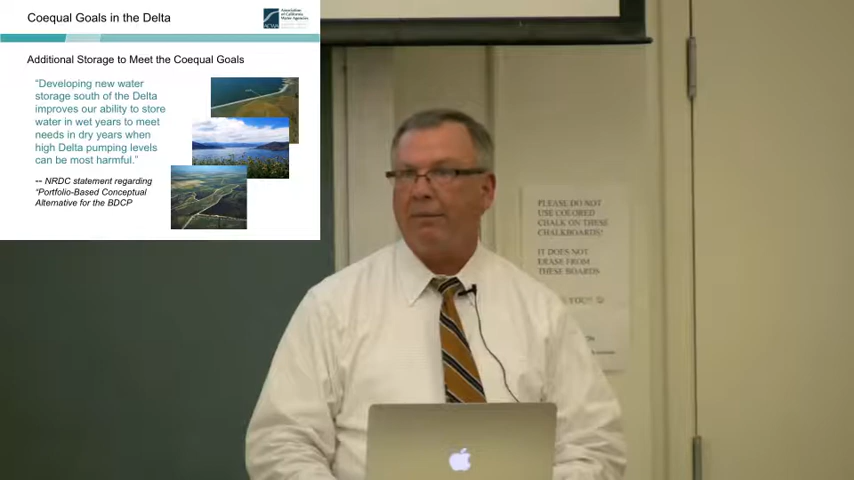 Coequal Goals in the Delta
Association
of California
Water Agencies
ACWA
Additional Storage to Meet the Coequal Goals
“Developing new water
storage south of the Delta
improves our ability to store
water in wet years to meet
needs in dry years when
high Delta pumping levels
can be most harmful.”
-- NRDC statement regarding
“Portfolio-Based Conceptual
Alternative for the BDCP
PLEASE DO NOT
USE COLORED
CHALK ON THESE
CHALKBOARDS!
IT DOES NOT
ERASE FROM
THESE BOARDS